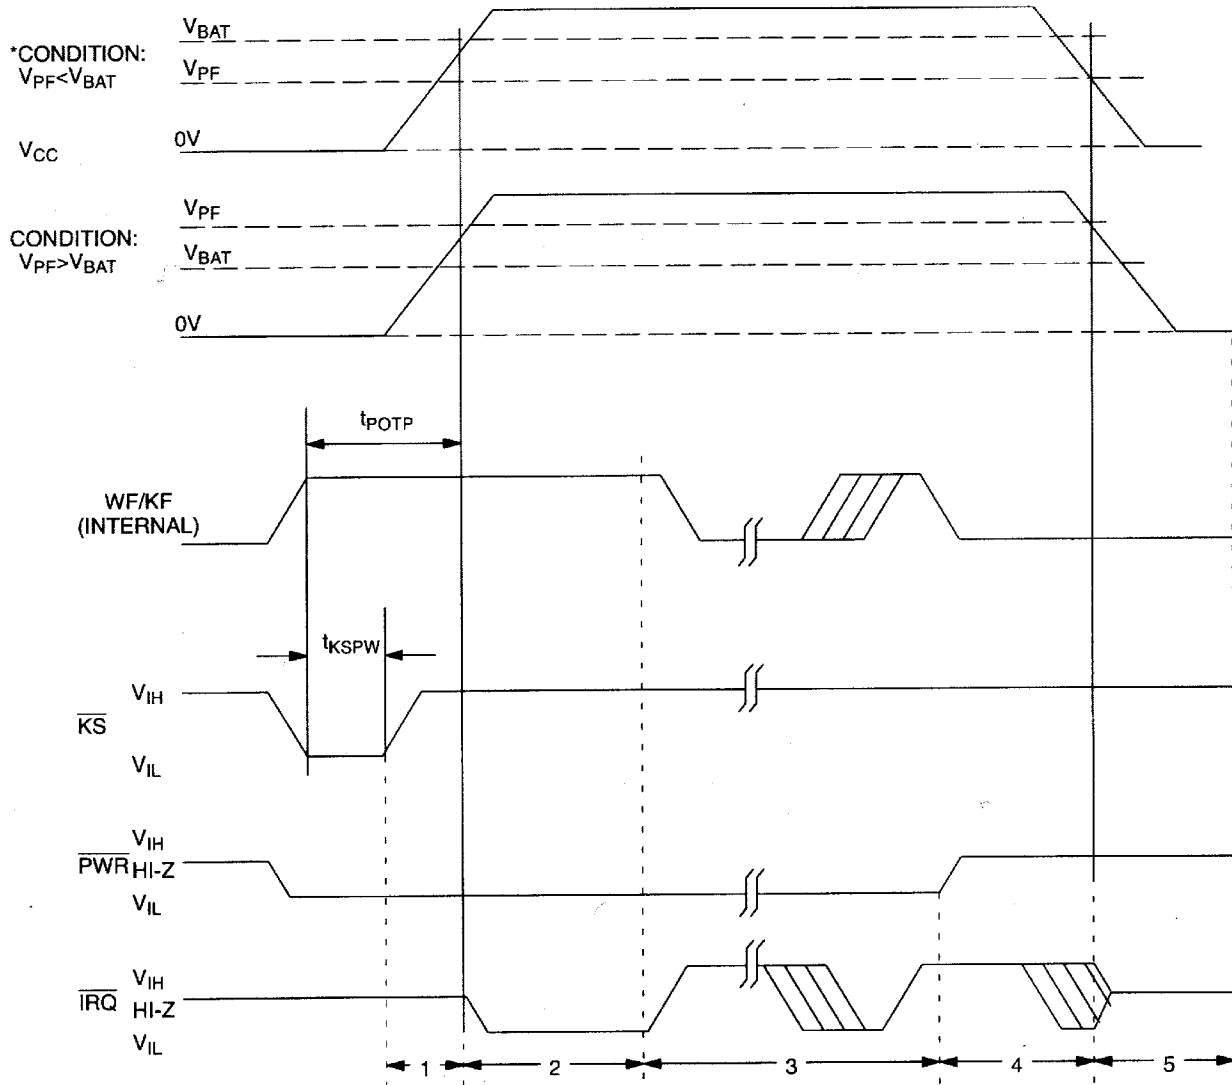 *CONDITION:
VPF<VBAT
VBAT
VPF
VCC
0V
CONDITION:
VPF>VBAT
VPF
VBAT
0V
tPOTP
WF/KF
(INTERNAL)
tKSPW
KS
VIH
VIL
PWR
VIH
HI-Z
VIL
IRQ
VIH
HI-Z
VIL
1
2
3
4
5